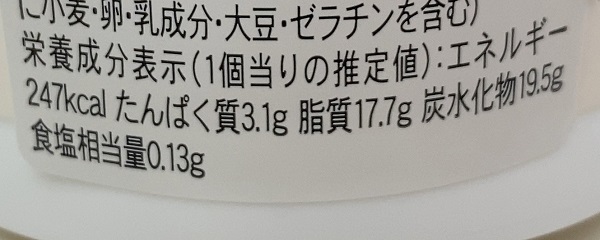 に小麦・卵・乳成分・大豆・ゼラチンを含む)
栄養成分表示(1個当りの推定値):エネルギー
247kcal たんぱく質3.1g 脂質17.7g 炭水化物19.5g
食塩相当量0.13g